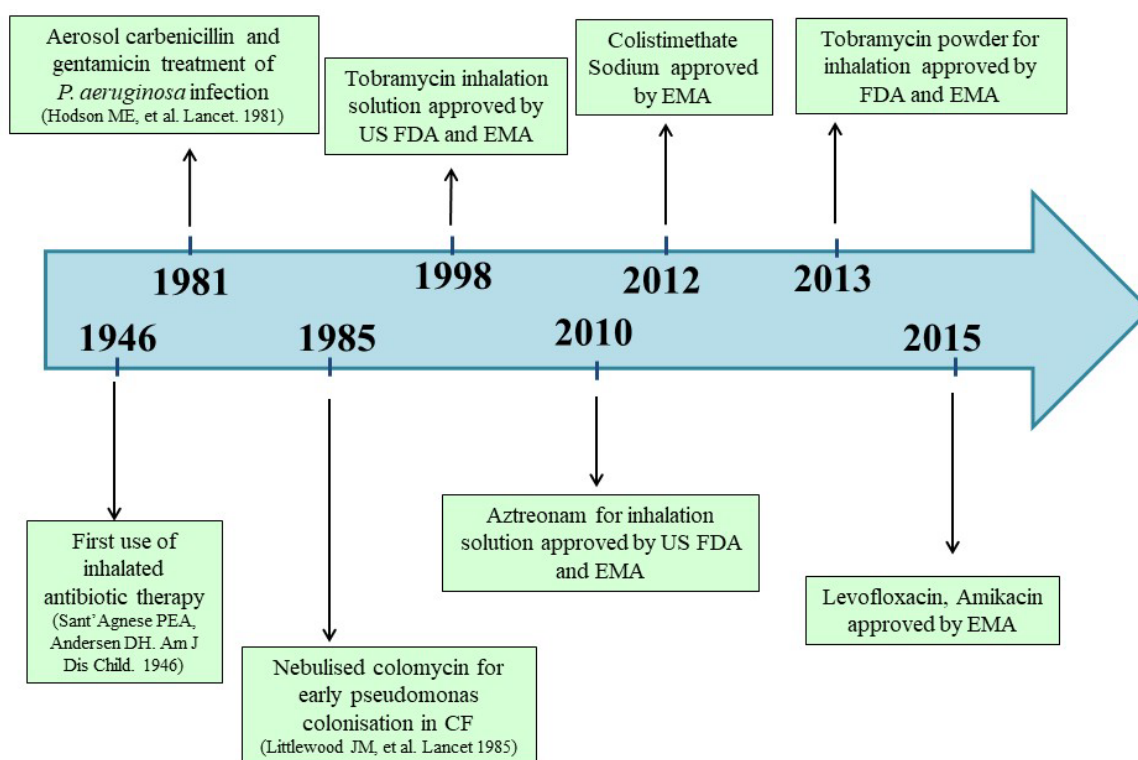 Aerosol carbenicillin and
gentamicin treatment of
P. aeruginosa infection
(Hodson ME, et al. Lancet. 1981)
Tobramycin inhalation
solution approved by
US FDA and EMA
Colistimethate
Sodium approved
by EMA
Tobramycin powder for
inhalation approved by
FDA and EMA
1981
1998
2012
2013
1946
1985
2010
2015
First use of
inhalated
antibiotic therapy
(Sant’Agnese PEA,
Andersen DH. Am J
Dis Child. 1946)
Nebulised colomycin for
early pseudomonas
colonisation in CF
(Littlewood JM, et al. Lancet 1985)
Aztreonam for inhalation
solution approved by US FDA
and EMA
Levofloxacin, Amikacin
approved by EMA